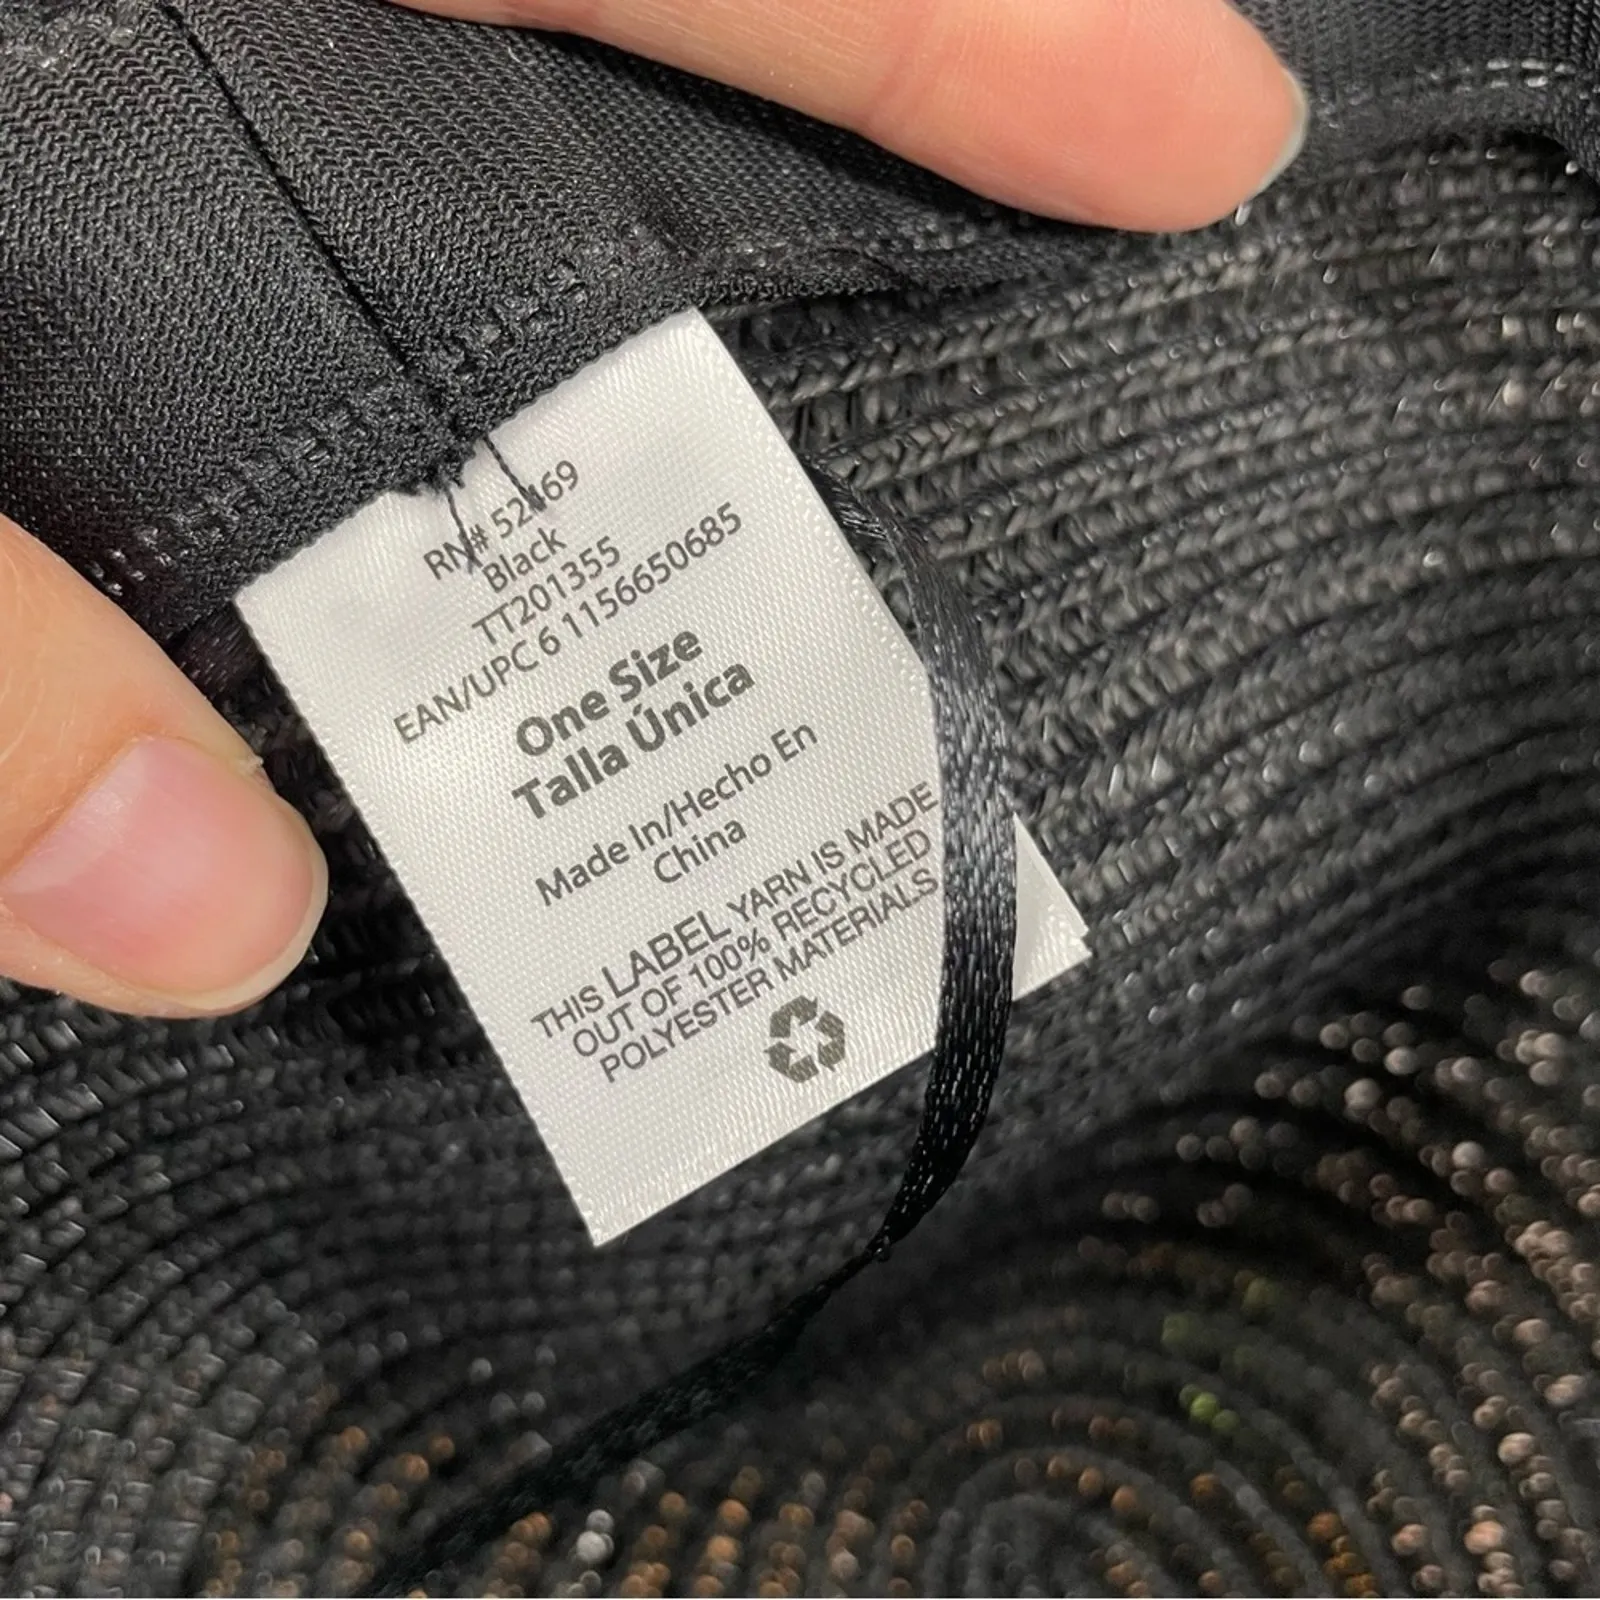 RN# 52469
Black
TT201355
EAN/UPC 6 1156650685
One Size
Talla Única
Made In/Hecho En
China
THIS LABEL YARN IS MADE
OUT OF 100% RECYCLED
POLYESTER MATERIALS